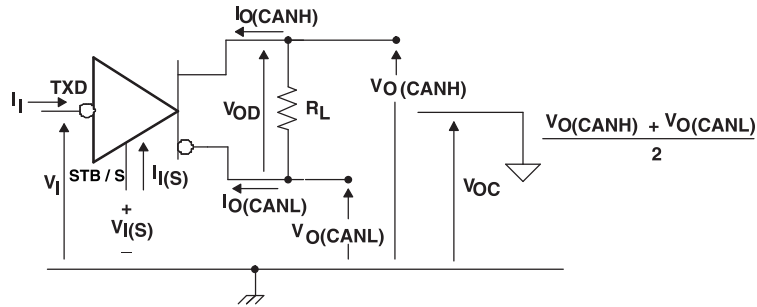 IO(CANH)
TXD
II
VO(CANH)
VOD
RL
VO(CANH) + VO(CANL)
2
STB / S
II(S)
VI
IO(CANL)
VOC
+
VI(S)
–
VO(CANL)